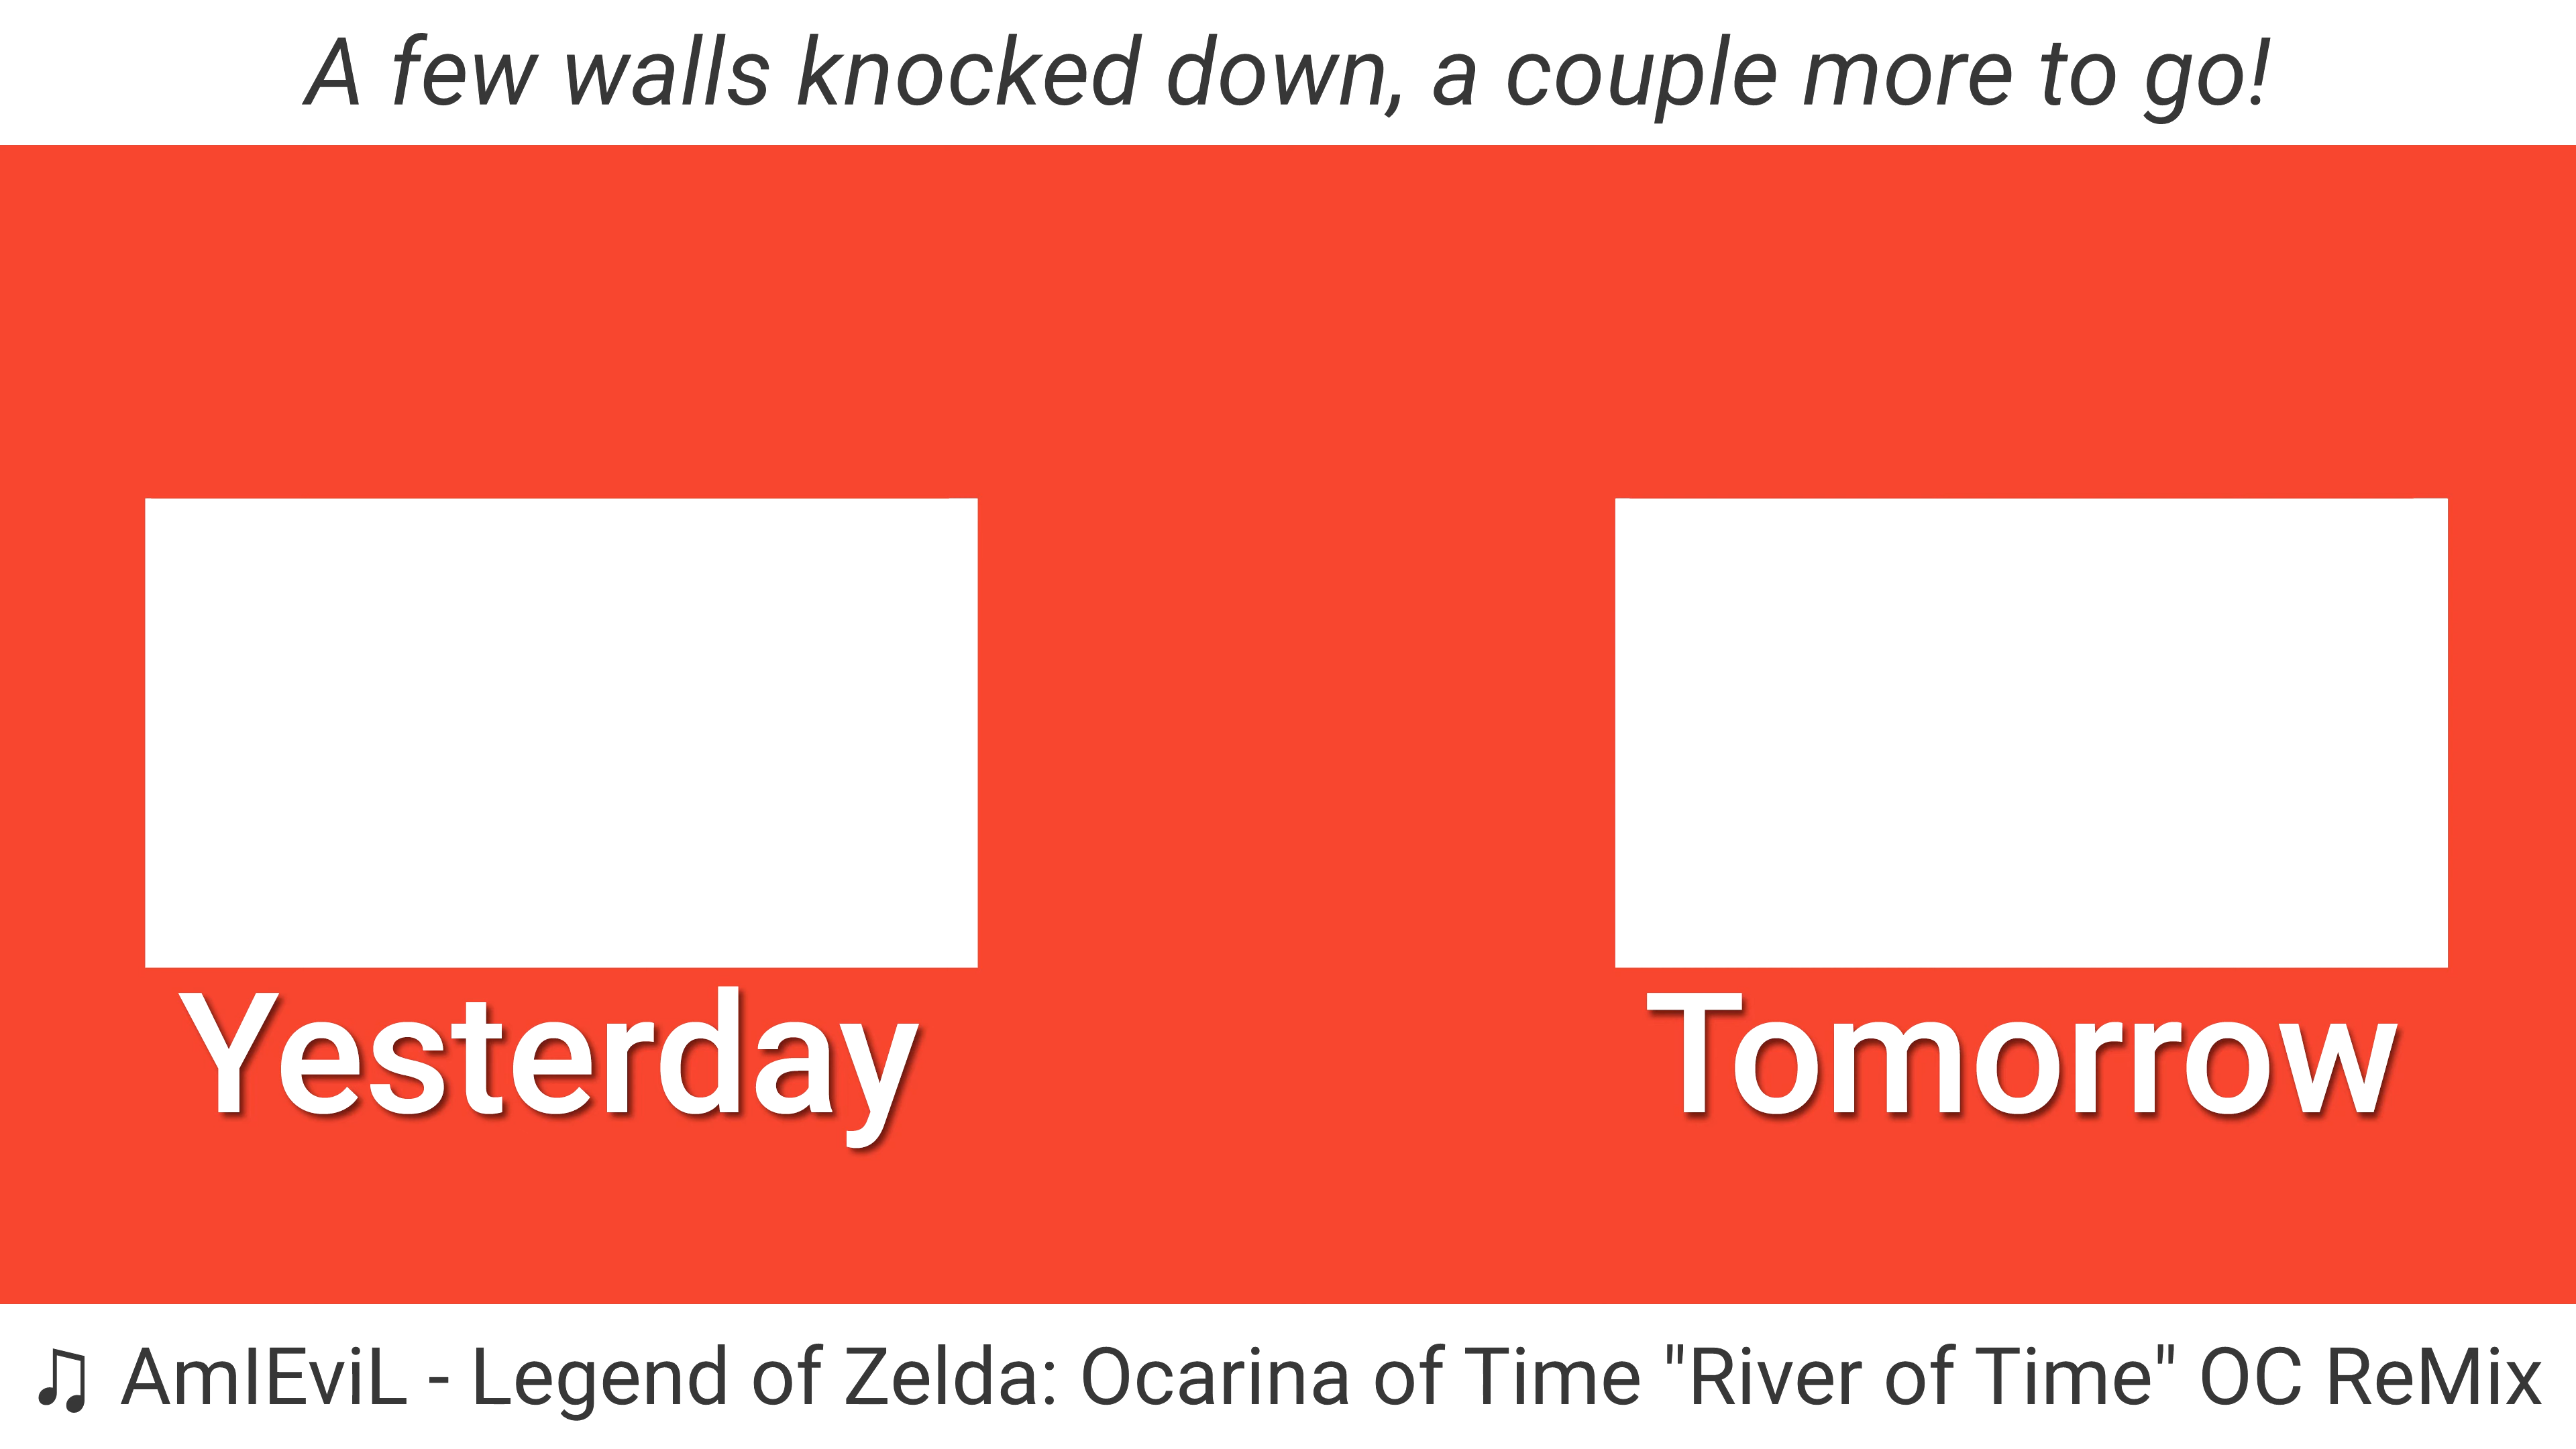 A few walls knocked down, a couple more to go!
Yesterday
Tomorrow
♫ AmIEviL - Legend of Zelda: Ocarina of Time "River of Time" OC ReMix